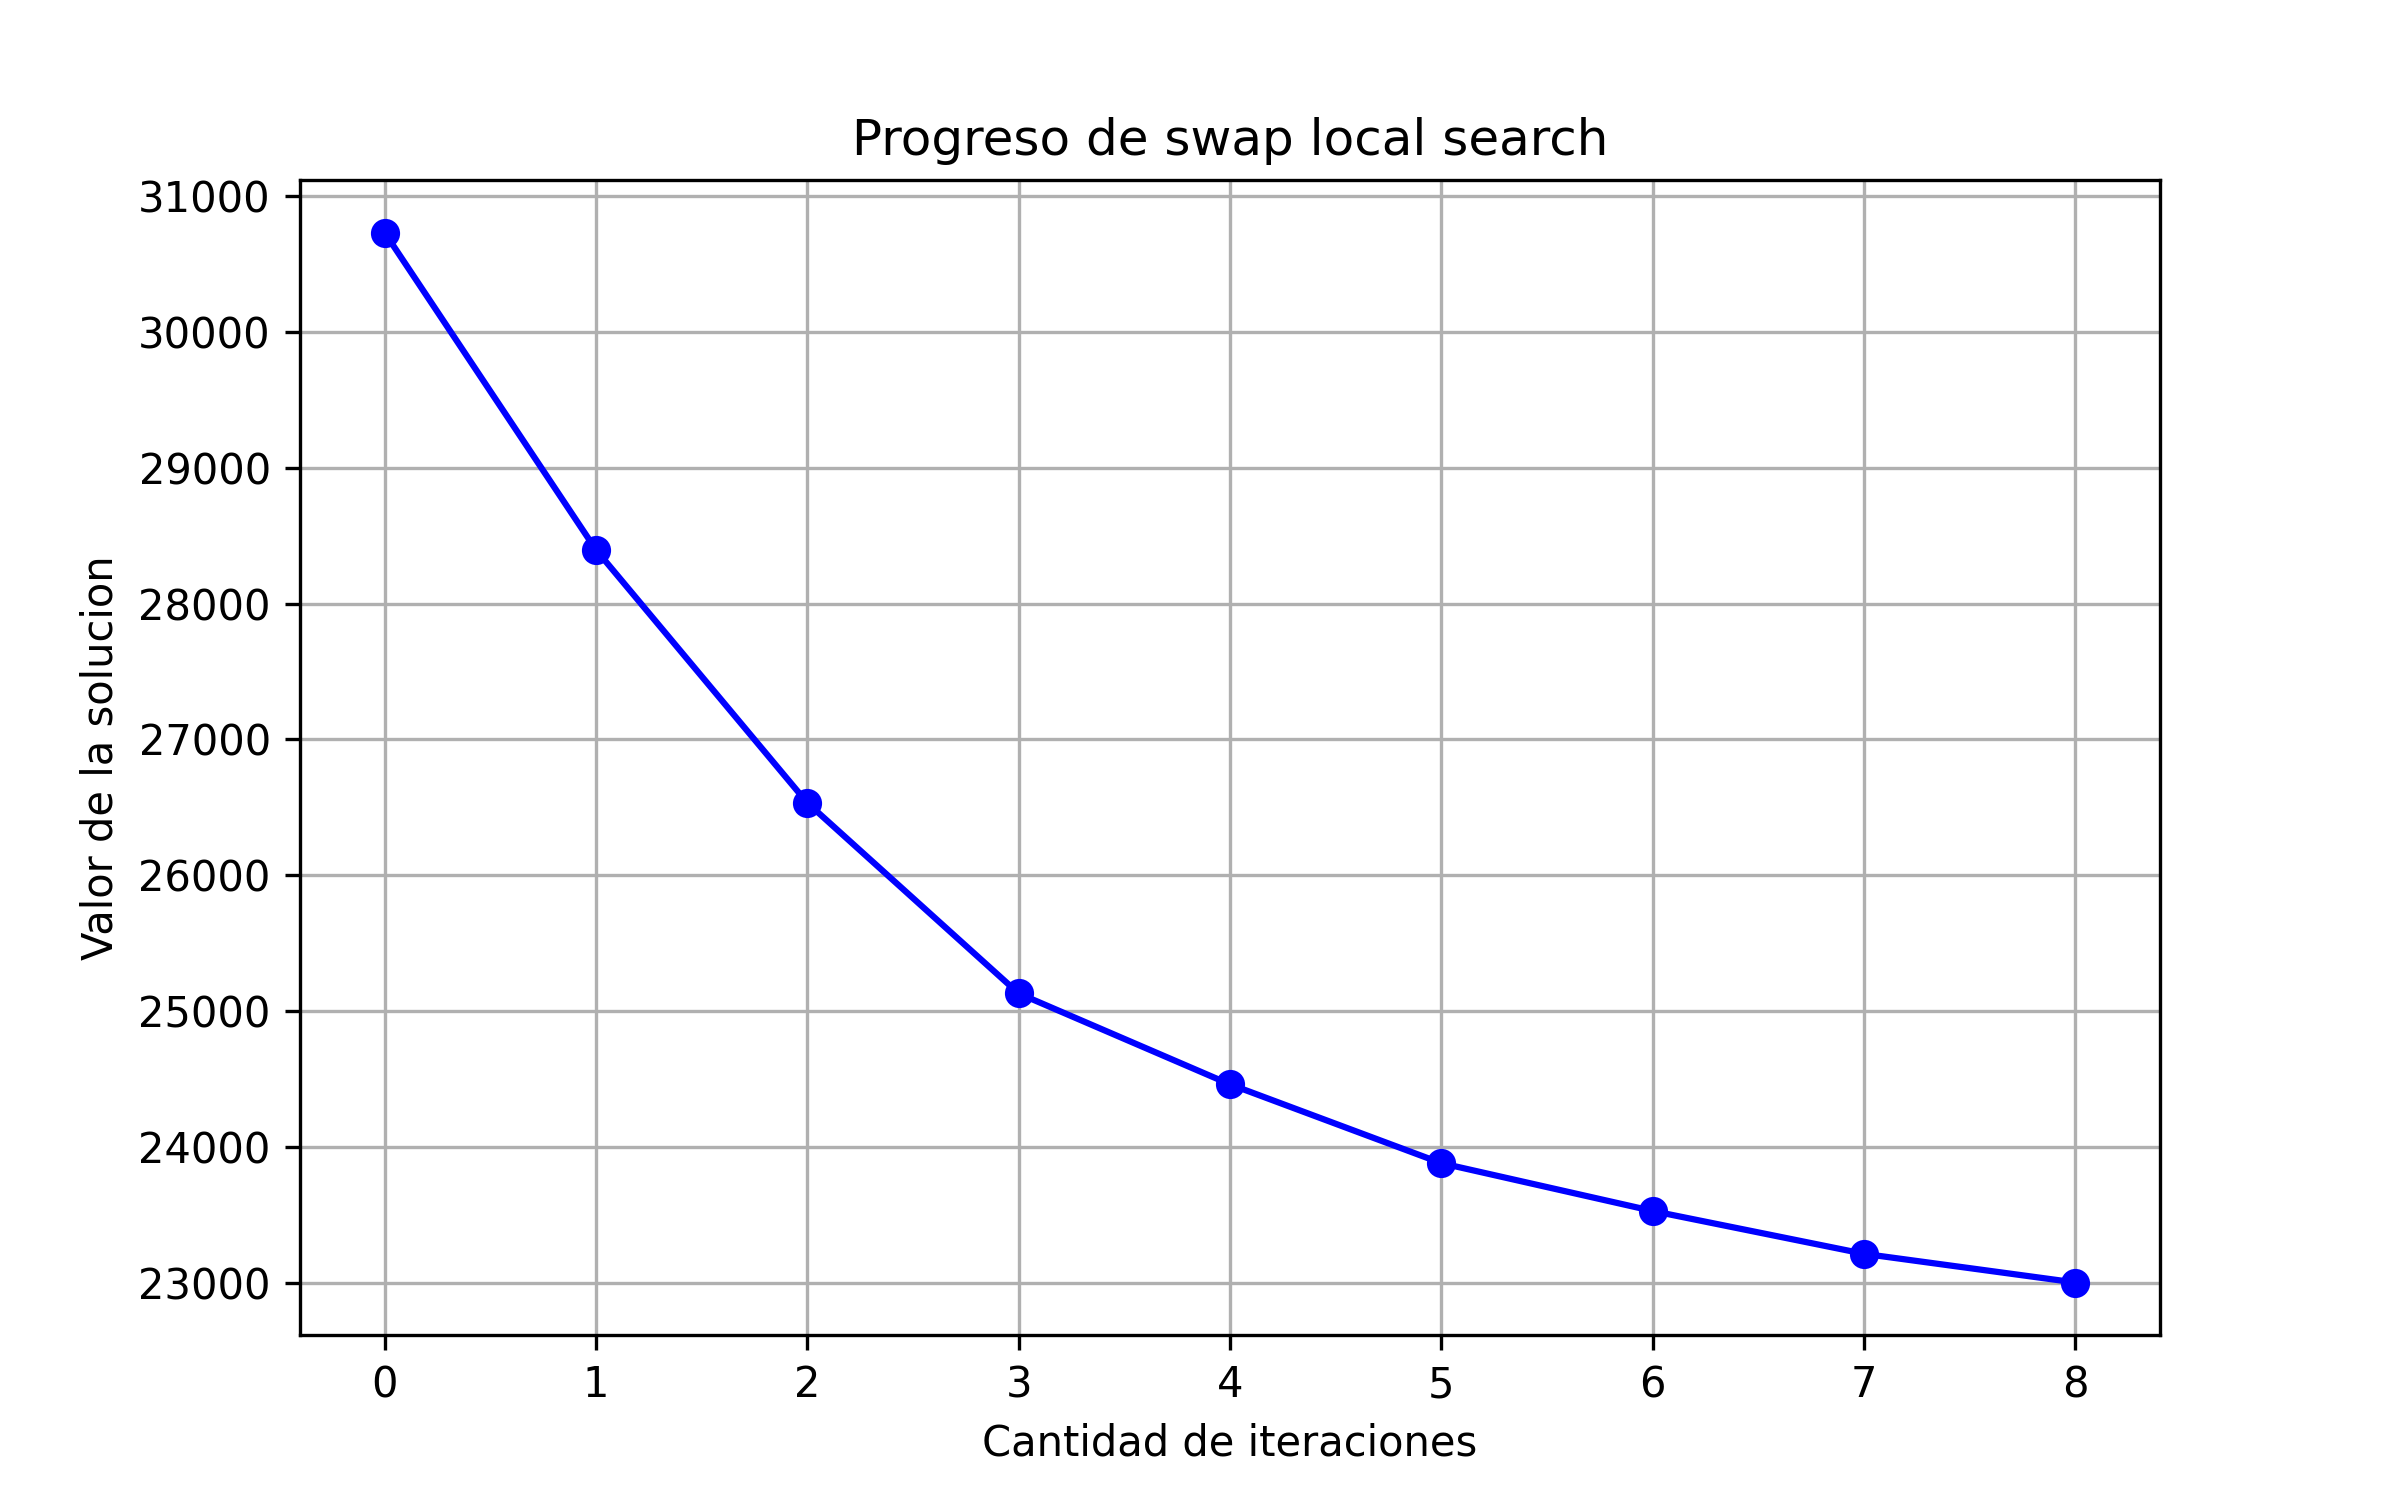 Progreso de swap local search
31000
30000
29000
28000
27000
26000
25000
24000
23000
Valor de la solucion
0 1 2 3 4 5 6 7 8
Cantidad de iteraciones